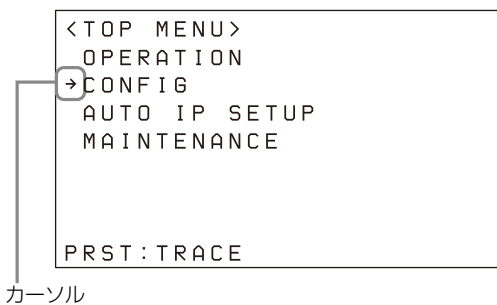 <TOP MENU>
OPERATION
→CONFIG
AUTO IP SETUP
MAINTENANCE
PRST:TRACE
カーソル